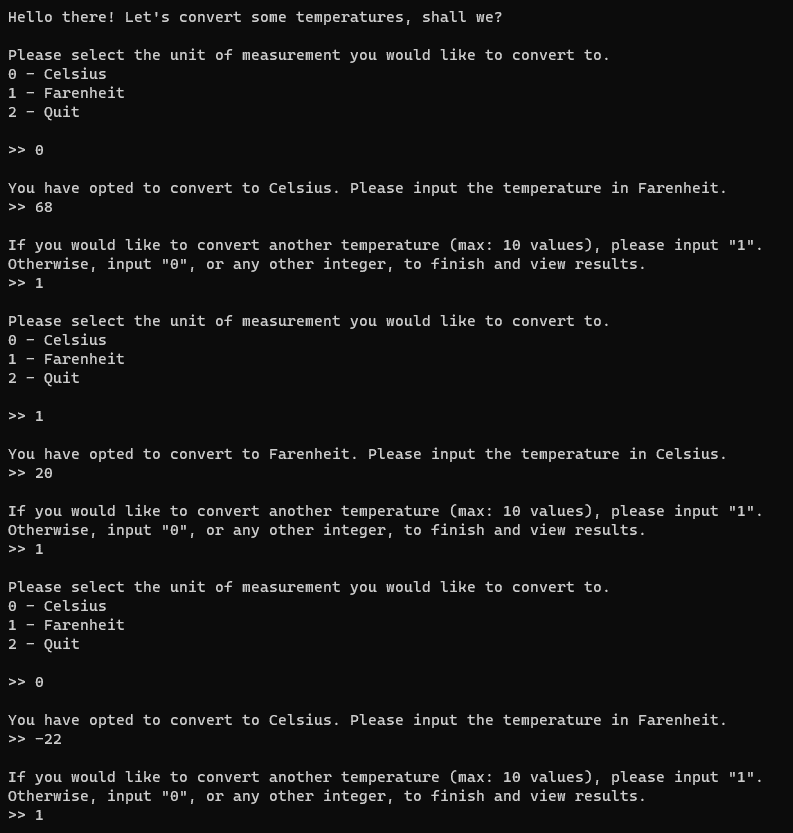 Hello there! Let's convert some temperatures, shall we?
Please select the unit of measurement you would like to convert to.
0 - Celsius
1 - Farenheit
2 - Quit
>> 0
You have opted to convert to Celsius. Please input the temperature in Farenheit.
>> 68
If you would like to convert another temperature (max: 10 values), please input "1".
Otherwise, input "0", or any other integer, to finish and view results.
>> 1
Please select the unit of measurement you would like to convert to.
0 - Celsius
1 - Farenheit
2 - Quit
>> 1
You have opted to convert to Farenheit. Please input the temperature in Celsius.
>> 20
If you would like to convert another temperature (max: 10 values), please input "1".
Otherwise, input "0", or any other integer, to finish and view results.
>> 1
Please select the unit of measurement you would like to convert to.
0 - Celsius
1 - Farenheit
2 - Quit
>> 0
You have opted to convert to Celsius. Please input the temperature in Farenheit.
>> -22
If you would like to convert another temperature (max: 10 values), please input "1".
Otherwise, input "0", or any other integer, to finish and view results.
>> 1